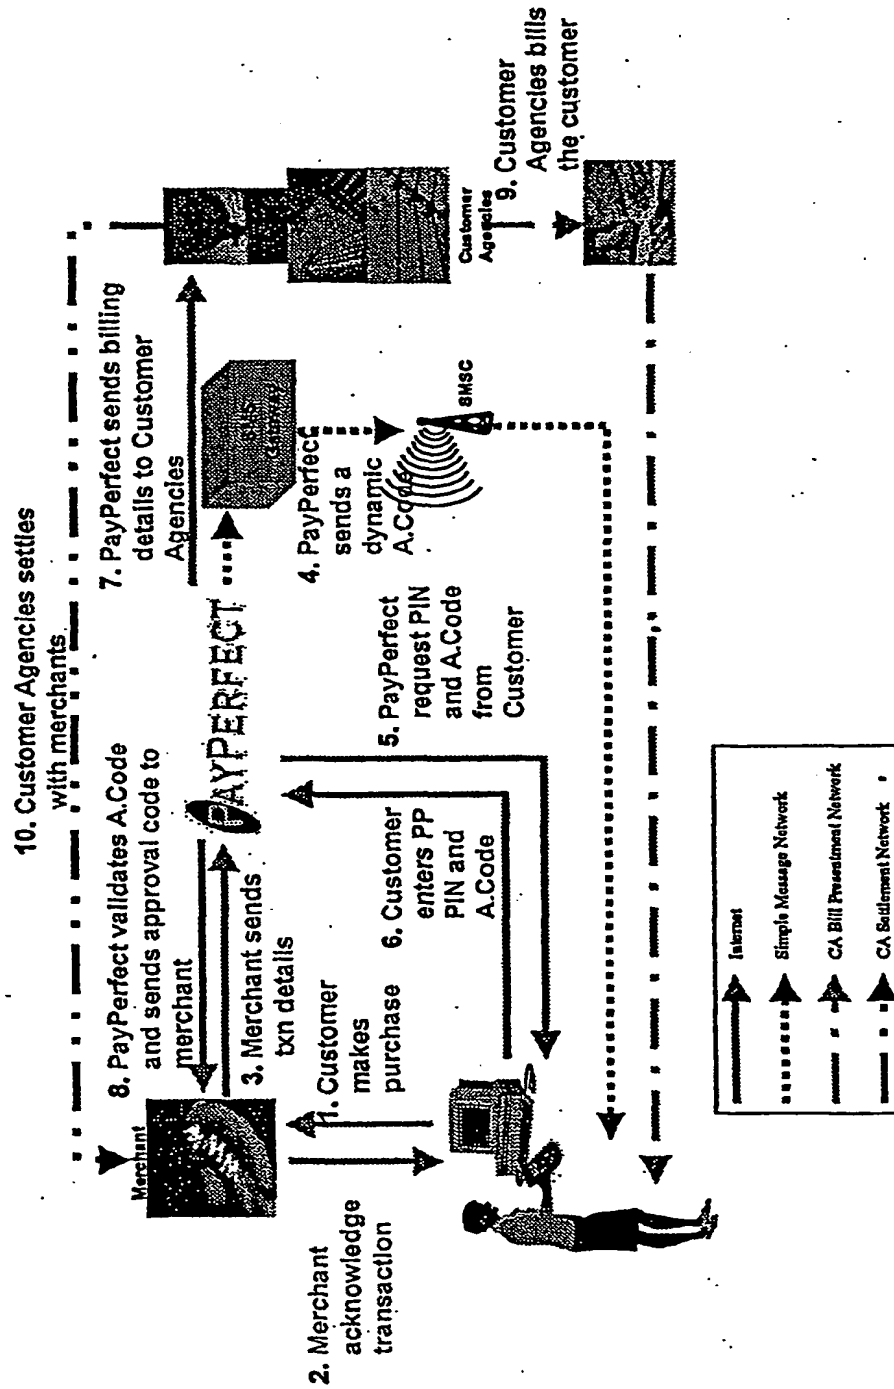 10. Customer Agencies settles
with merchants
8. PayPerfect validates A.Code
and sends approval code to
merchant
7. PayPerfect sends billing
details to Customer
Agencies
Merchant
3. Merchant sends
txn details
PAYPERFECT
SMS
Gateway
2. Merchant
acknowledge
transaction
1. Customer
makes
purchase
6. Customer
enters PP
PIN and
A.Code
5. PayPerfect
request PIN
and A.Code
from
Customer
4. PayPerfect
sends a
dynamic
A.Code
SMSC
Customer
Agencies
9. Customer
Agencies bills
the customer
Internet
Simple Message Network
CA Bill Presentment Network
CA Settlement Network